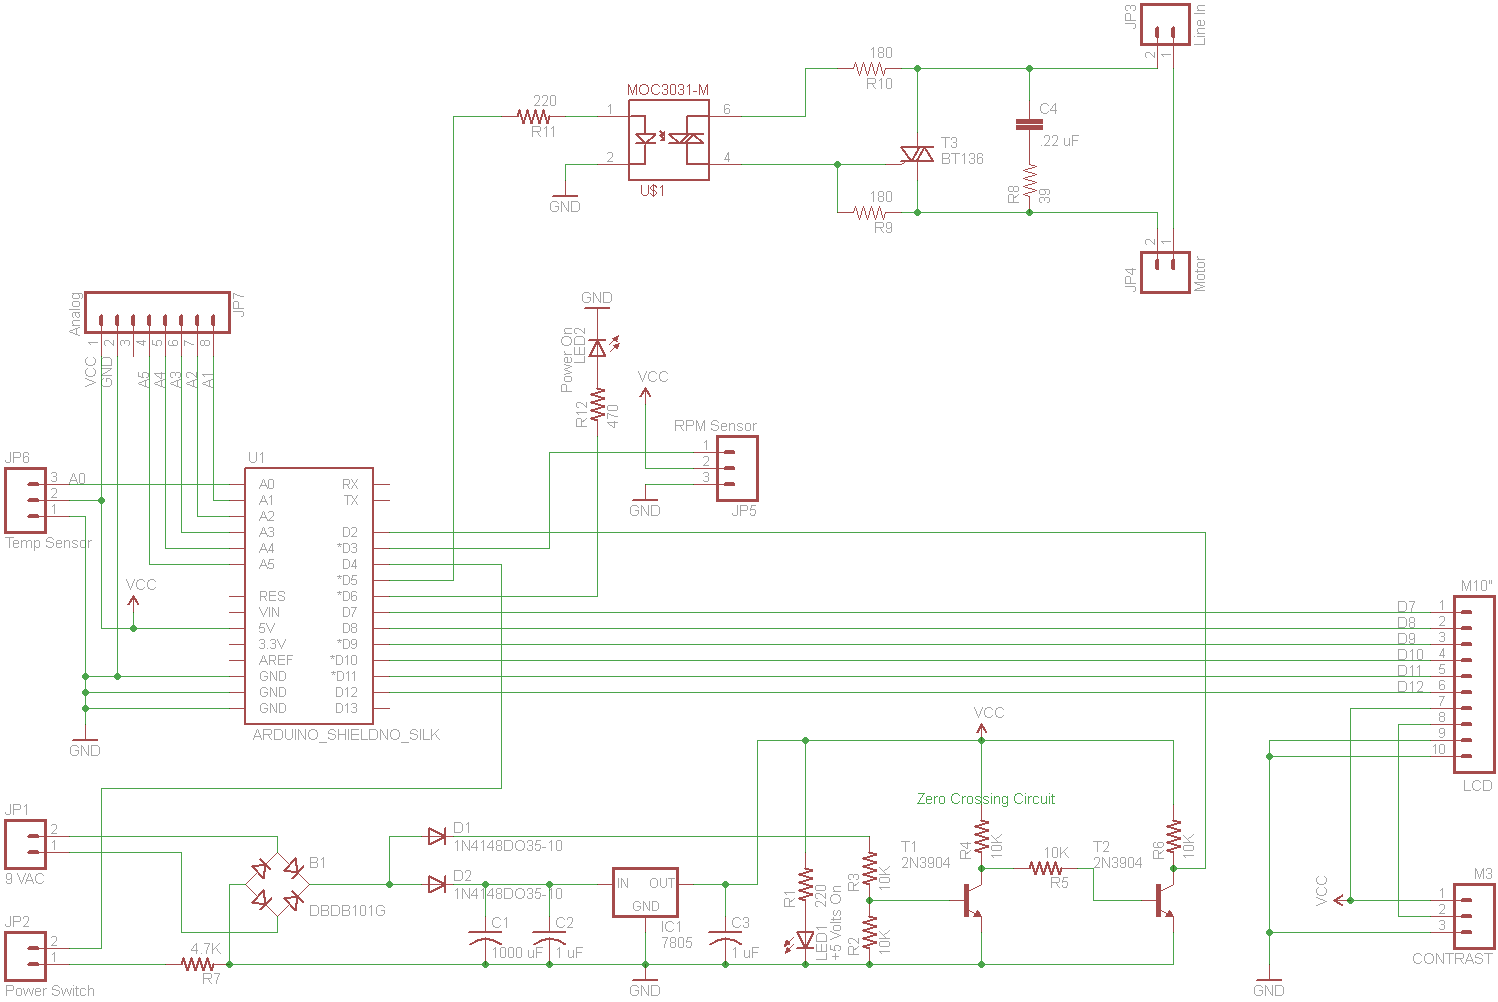 JP3
Line In
2
1
180
R10
MOC3031-M
1
6
2
4
U$1
220
R11
GND
C4
.22 uF
T3
BT136
R8
39
180
R9
2
1
JP4
Motor
Analog
JP7
1
2
3
4
5
6
7
8
VCC
GND
A5
A4
A3
A2
A1
GND
Power On
LED2
R12
470
VCC
RPM Sensor
1
2
3
GND
JP5
JP6
3
2
1
A0
Temp Sensor
VCC
GND
U1
A0
A1
A2
A3
A4
A5
RES
VIN
5V
3.3V
AREF
GND
GND
GND
RX
TX
D2
*D3
D4
*D5
*D6
D7
D8
*D9
*D10
*D11
D12
D13
ARDUINO_SHIELDNO_SILK
M10"
D7
D8
D9
D10
D11
D12
1
2
3
4
5
6
7
8
9
10
LCD
JP1
2
1
9 VAC
JP2
2
1
Power Switch
4.7K
R7
B1
DBDB101G
D1
1N4148DO35-10
D2
1N4148DO35-10
C1
1000 uF
C2
1 uF
IN
OUT
GND
IC1
7805
GND
C3
1 uF
R1
220
LED1
+5 Volts On
R3
10K
R2
10K
VCC
Zero Crossing Circuit
T1
2N3904
R4
10K
10K
R5
T2
2N3904
R6
10K
VCC
M3
1
2
3
CONTRAST
GND